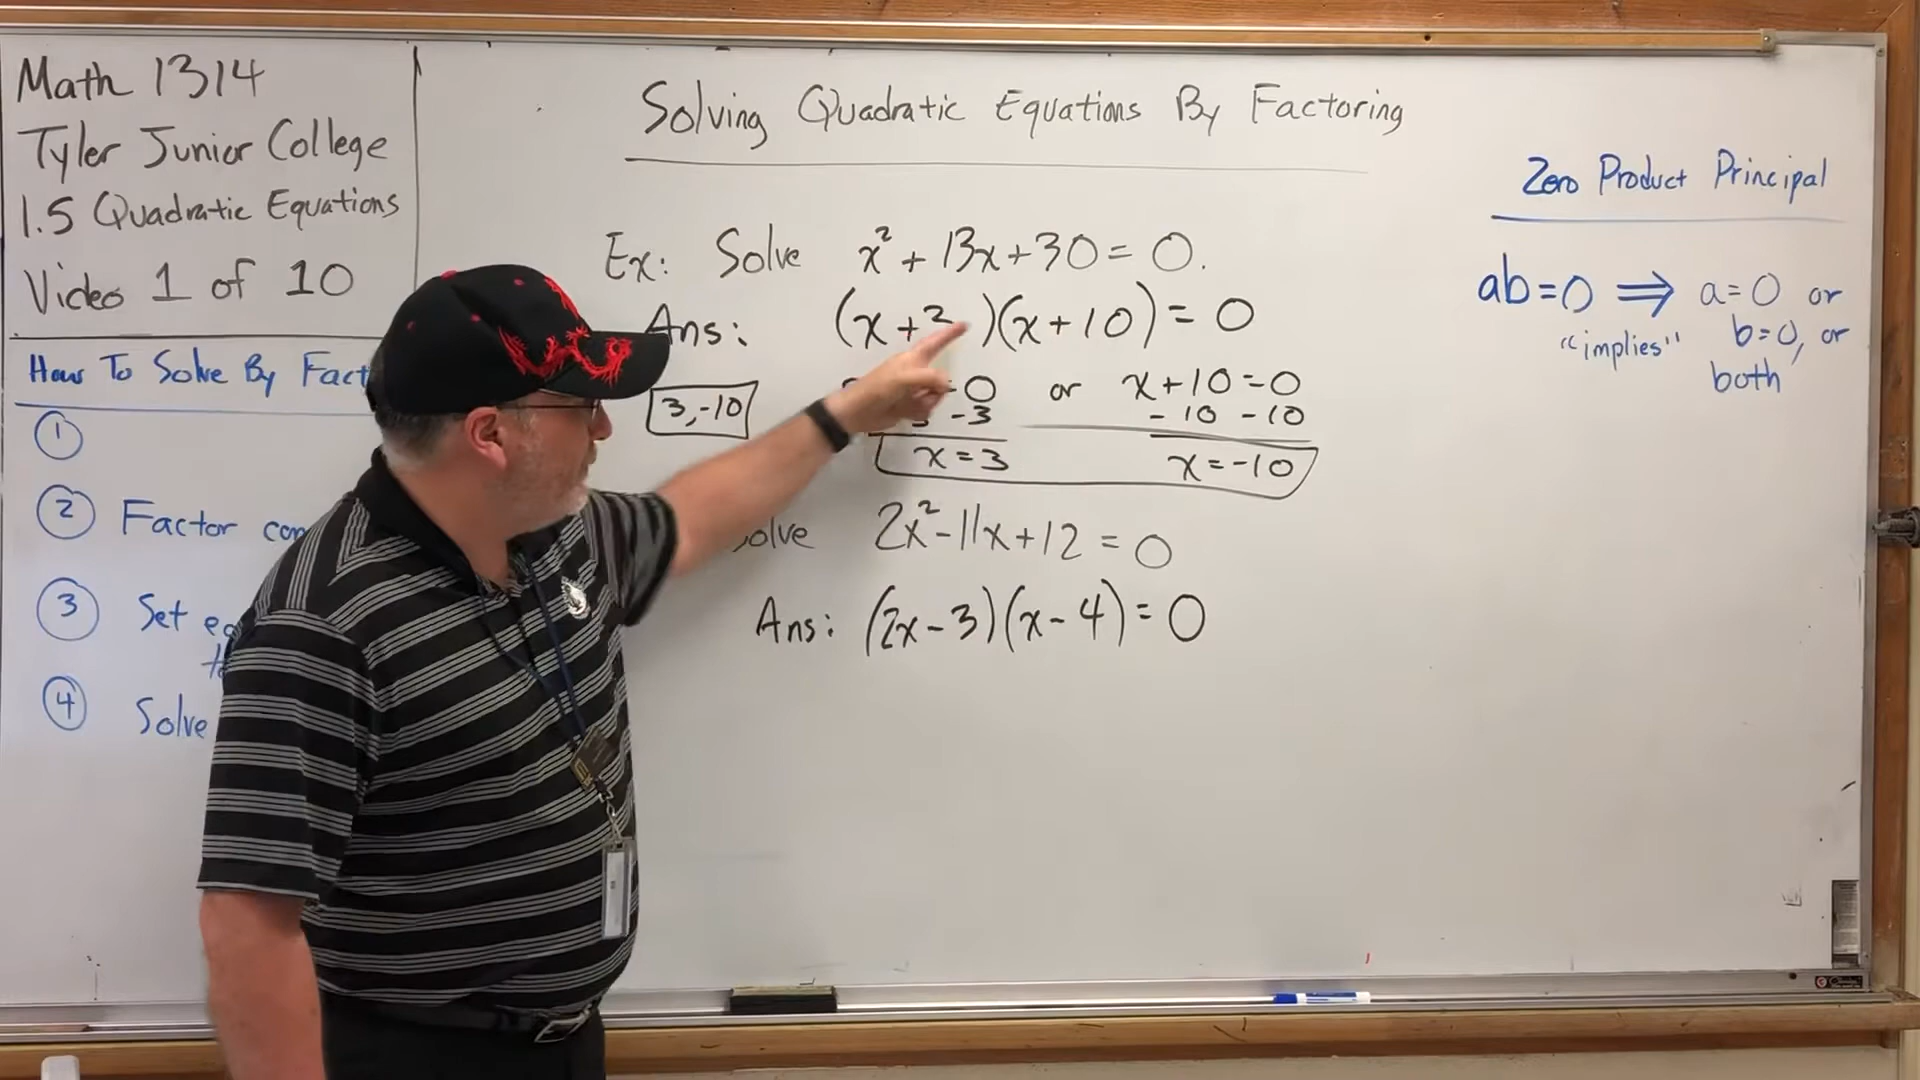 Math 1314
Tyler Junior College
1.5 Quadratic Equations
Video 1 of 10
How To Solve By Fact
1
2 Factor com
3 Set eq
4 Solve
Solving Quadratic Equations By Factoring
Ex: Solve x² + 13x + 30 = 0.
Ans: (x + 3 )(x + 10) = 0
3, -10
=0 or x + 10 = 0
-3 -10 -10
x = 3 x = -10
olve 2x² - 11x + 12 = 0
Ans: (2x - 3)(x - 4) = 0
Zero Product Principal
ab = 0 ⟹ a = 0 or
"implies" b = 0, or
both